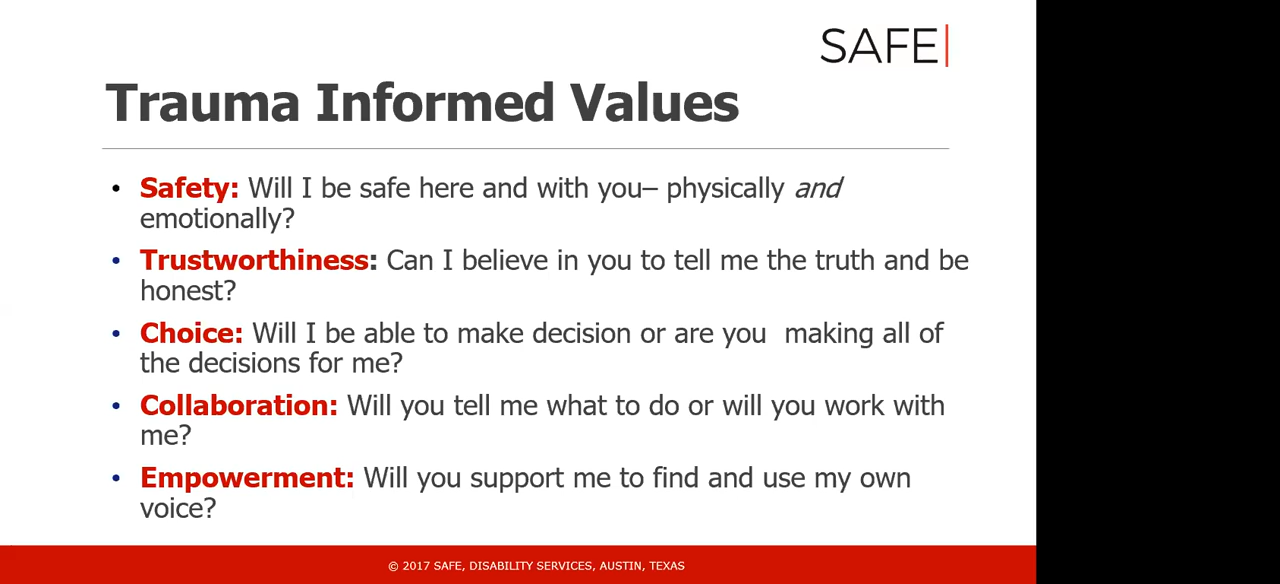 SAFE
Trauma Informed Values
• Safety: Will I be safe here and with you– physically and
emotionally?
• Trustworthiness: Can I believe in you to tell me the truth and be
honest?
• Choice: Will I be able to make decision or are you  making all of
the decisions for me?
• Collaboration: Will you tell me what to do or will you work with
me?
• Empowerment: Will you support me to find and use my own
voice?
© 2017 SAFE, DISABILITY SERVICES, AUSTIN, TEXAS